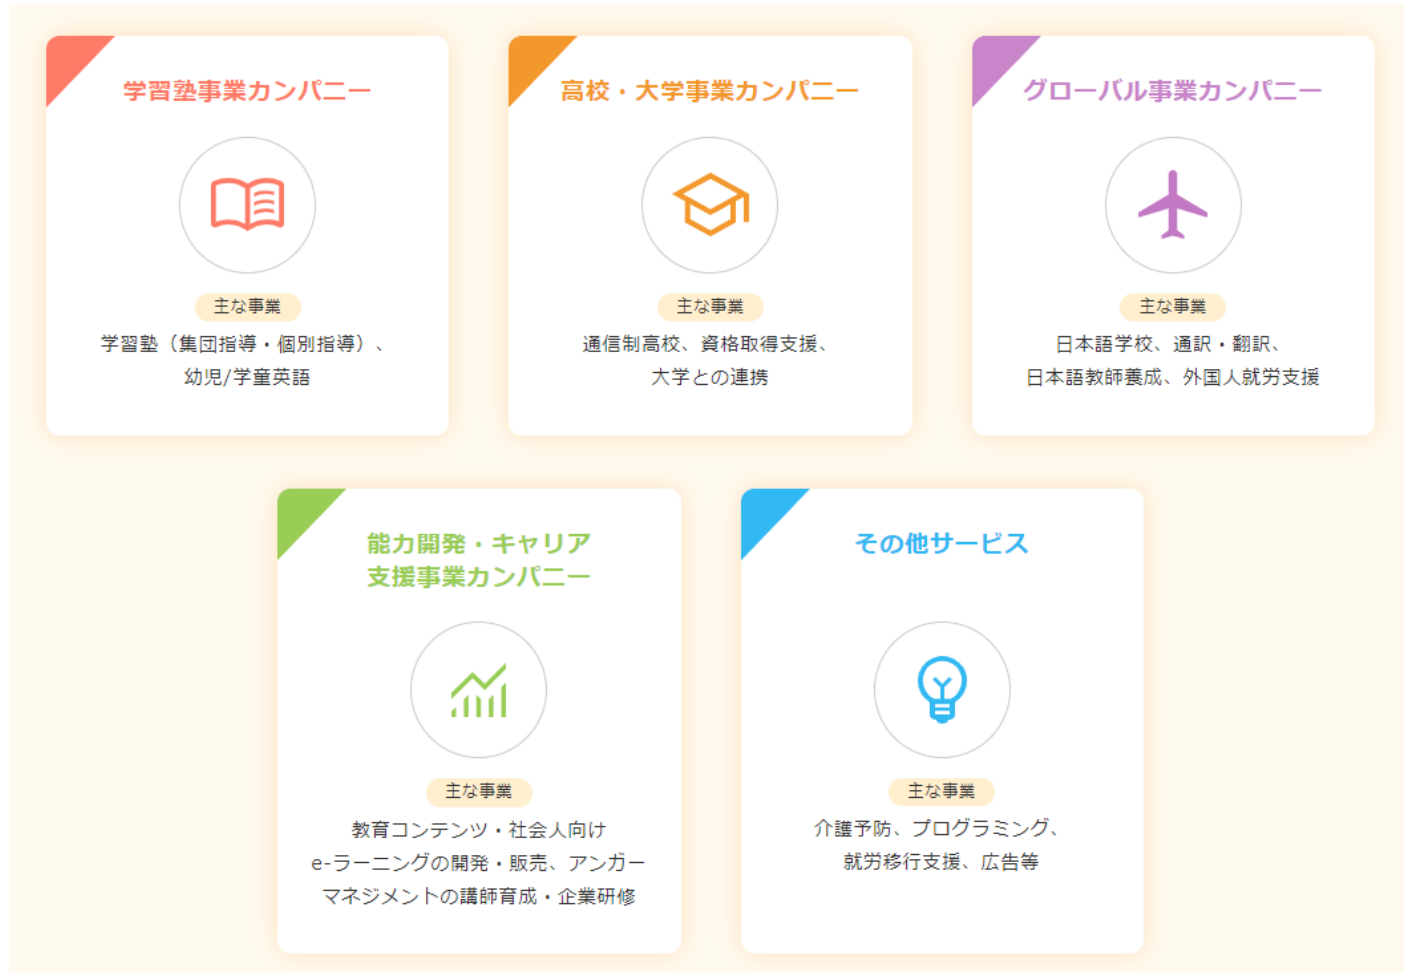 学習塾事業カンパニー
主な事業
学習塾（集団指導・個別指導）、
幼児/学童英語
高校・大学事業カンパニー
主な事業
通信制高校、資格取得支援、
大学との連携
グローバル事業カンパニー
主な事業
日本語学校、通訳・翻訳、
日本語教師養成、外国人就労支援
能力開発・キャリア
支援事業カンパニー
主な事業
教育コンテンツ・社会人向け
e-ラーニングの開発・販売、アンガー
マネジメントの講師育成・企業研修
その他サービス
主な事業
介護予防、プログラミング、
就労移行支援、広告等